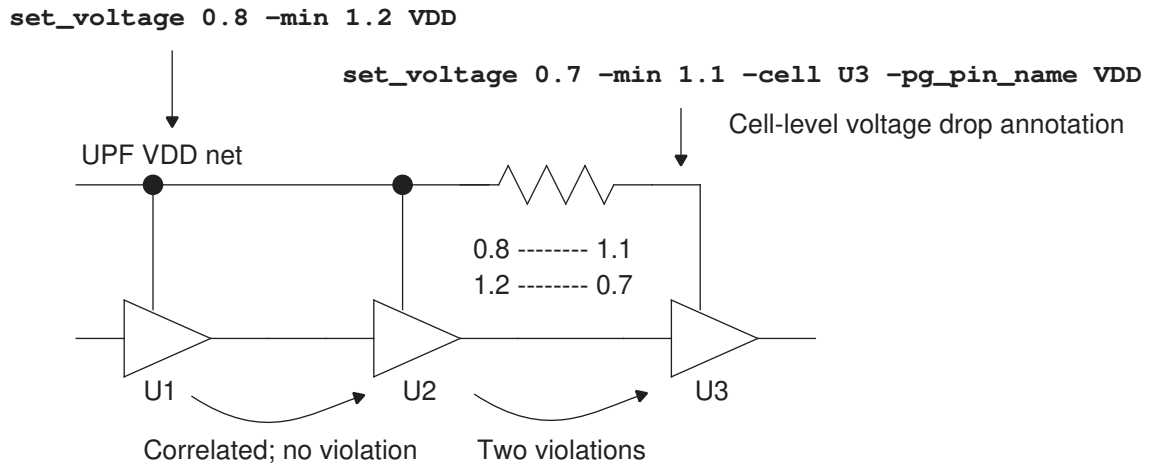 set_voltage 0.8 –min 1.2 VDD
set_voltage 0.7 –min 1.1 –cell U3 –pg_pin_name VDD
Cell-level voltage drop annotation
UPF VDD net
0.8 -------- 1.1
1.2 -------- 0.7
U1
U2
U3
Correlated; no violation
Two violations